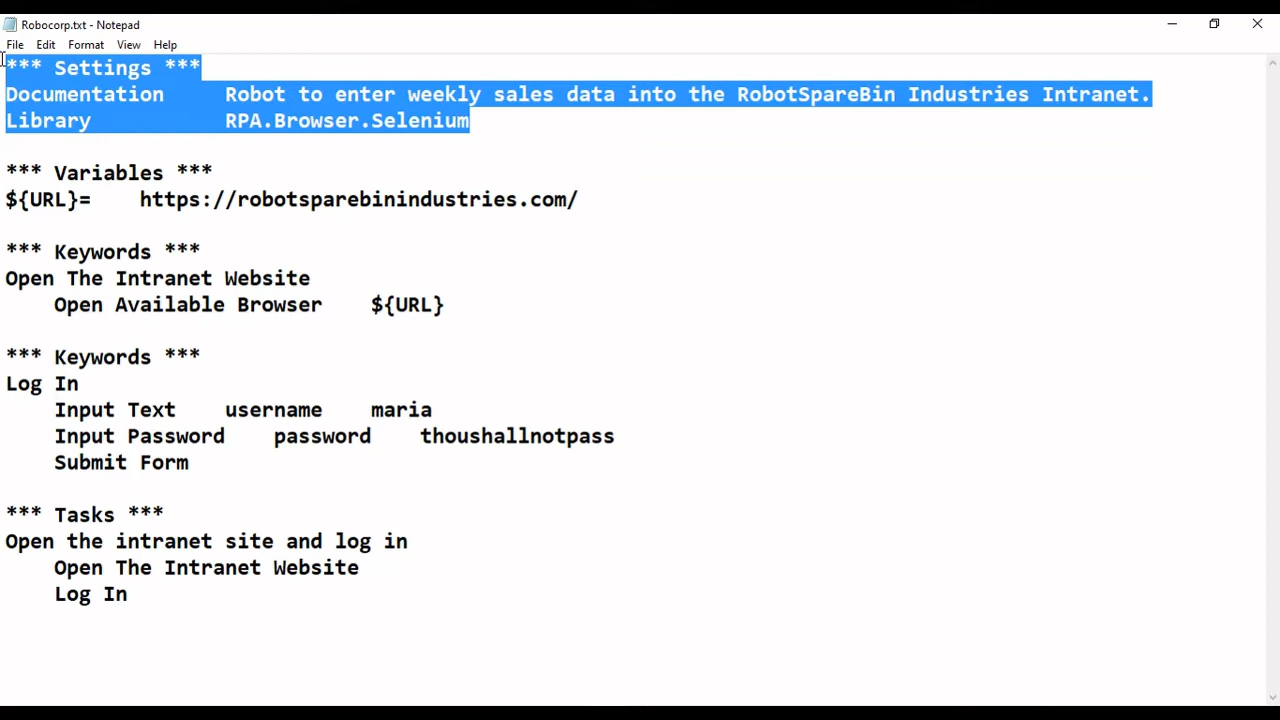 Robocorp.txt - Notepad
File Edit Format View Help
*** Settings ***
Documentation     Robot to enter weekly sales data into the RobotSpareBin Industries Intranet.
Library           RPA.Browser.Selenium
*** Variables ***
${URL}=    https://robotsparebinindustries.com/
*** Keywords ***
Open The Intranet Website
    Open Available Browser    ${URL}
*** Keywords ***
Log In
    Input Text    username    maria
    Input Password    password    thoushallnotpass
    Submit Form
*** Tasks ***
Open the intranet site and log in
    Open The Intranet Website
    Log In